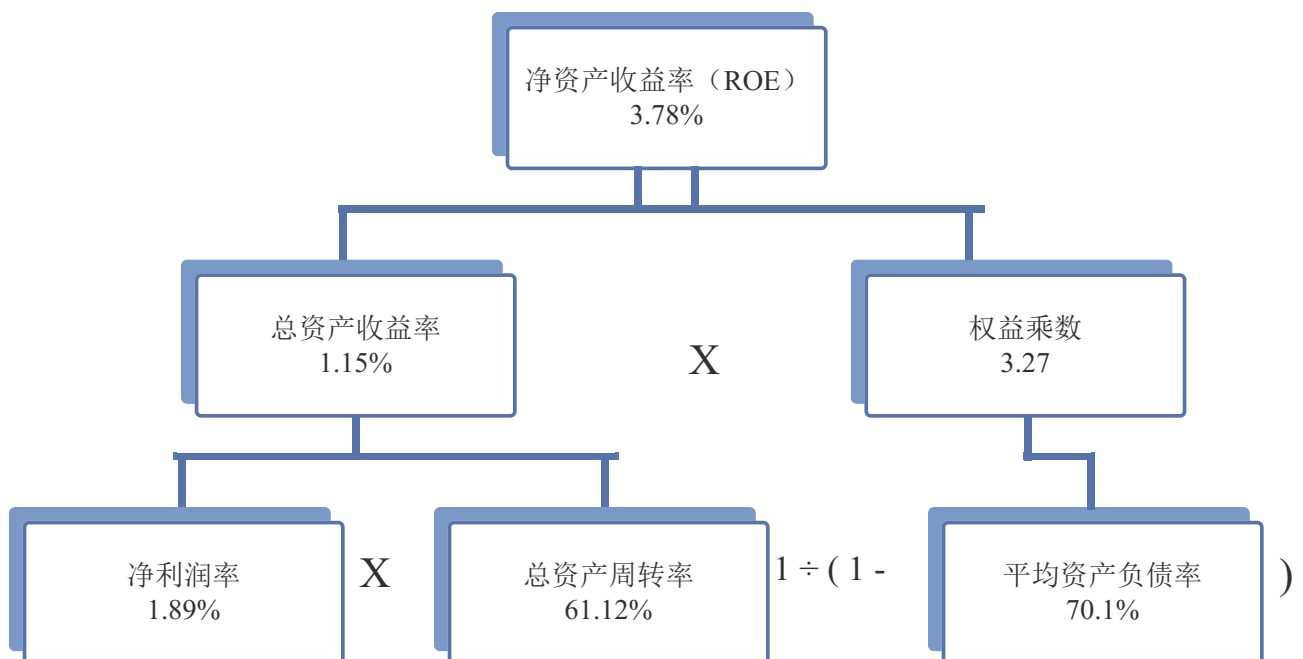 净资产收益率（ROE）
3.78%
总资产收益率
1.15%
X
权益乘数
3.27
净利润率
1.89%
X
总资产周转率
61.12%
1 ÷ ( 1 -
平均资产负债率
70.1%
)